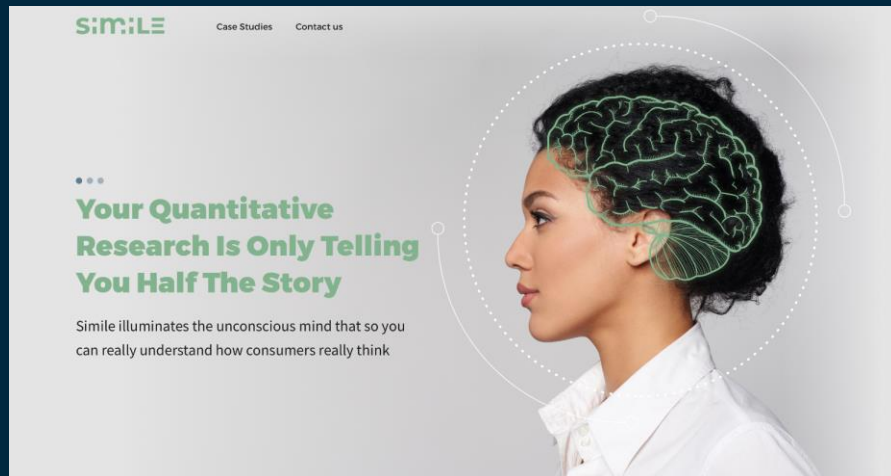 SiMiLE
Case Studies
Contact us
Your Quantitative
Research Is Only Telling
You Half The Story
Simile illuminates the unconscious mind that so you
can really understand how consumers really think